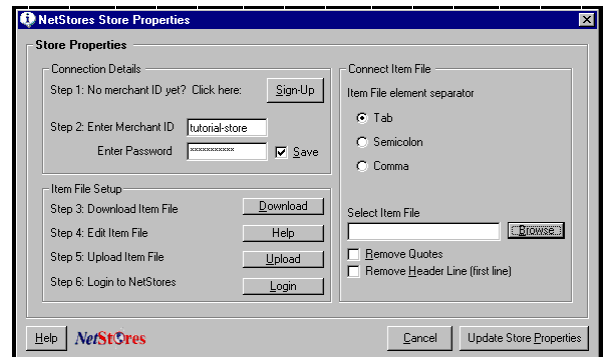 NetStores Store Properties
Store Properties
Connection Details
Step 1: No merchant ID yet? Click here:
Sign-Up
Step 2: Enter Merchant ID
tutorial-store
Enter Password
xxxxxxxxxxx
Save
Item File Setup
Step 3: Download Item File
Download
Step 4: Edit Item File
Help
Step 5: Upload Item File
Upload
Step 6: Login to NetStores
Login
Connect Item File
Item File element separator
Tab
Semicolon
Comma
Select Item File
Browse
Remove Quotes
Remove Header Line (first line)
Help
NetStores
Cancel
Update Store Properties